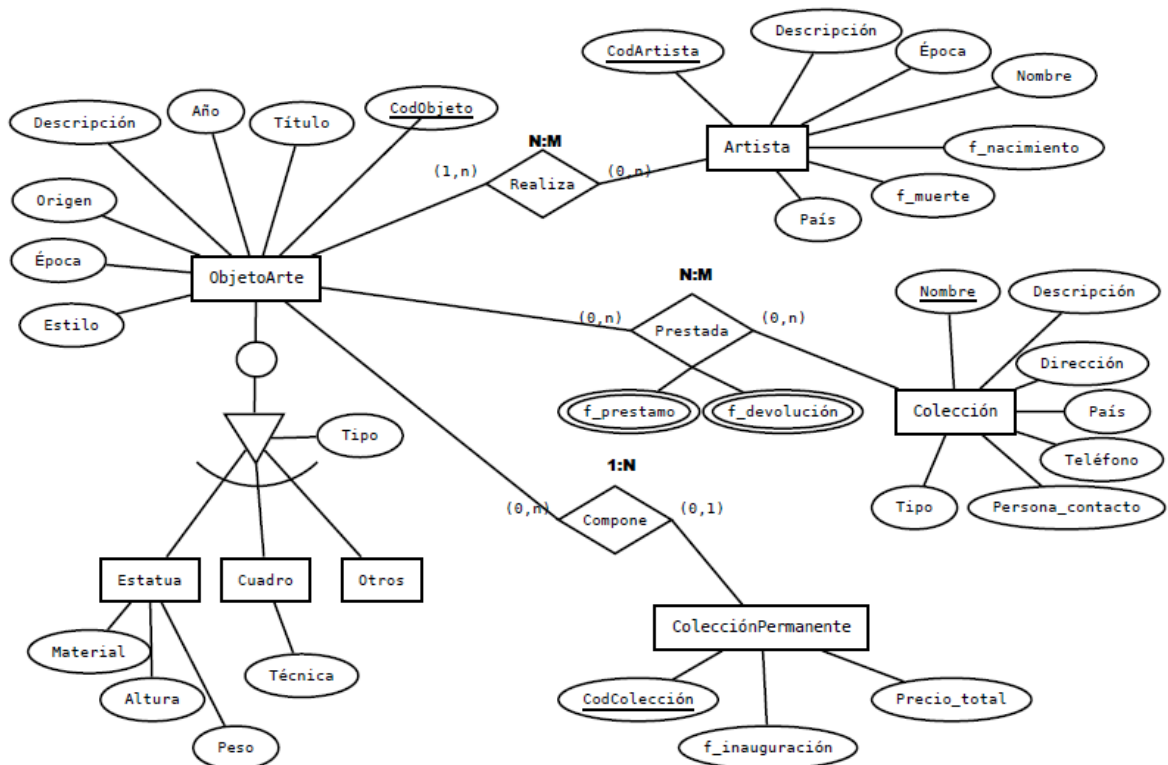 Descripción
CodArtista
Época
Nombre
Año
Título
CodObjeto
Descripción
N:M
Artista
f_nacimiento
(1,n)
Realiza
(0,n)
f_muerte
Origen
País
Época
ObjetoArte
N:M
Nombre
Descripción
Estilo
(0,n)
Prestada
(0,n)
Dirección
f_prestamo
f_devolución
Colección
País
Tipo
Teléfono
1:N
Tipo
Persona_contacto
(0,n)
Compone
(0,1)
Estatua
Cuadro
Otros
ColecciónPermanente
Material
Técnica
Altura
CodColección
Precio_total
Peso
f_inauguración